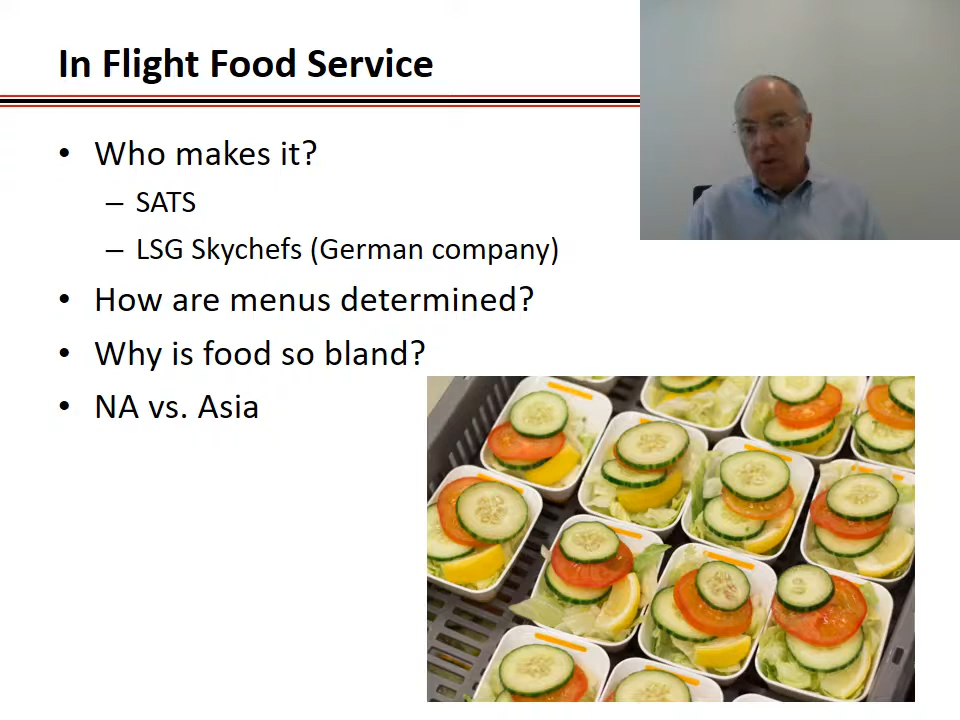 In Flight Food Service
• Who makes it?
– SATS
– LSG Skychefs (German company)
• How are menus determined?
• Why is food so bland?
• NA vs. Asia